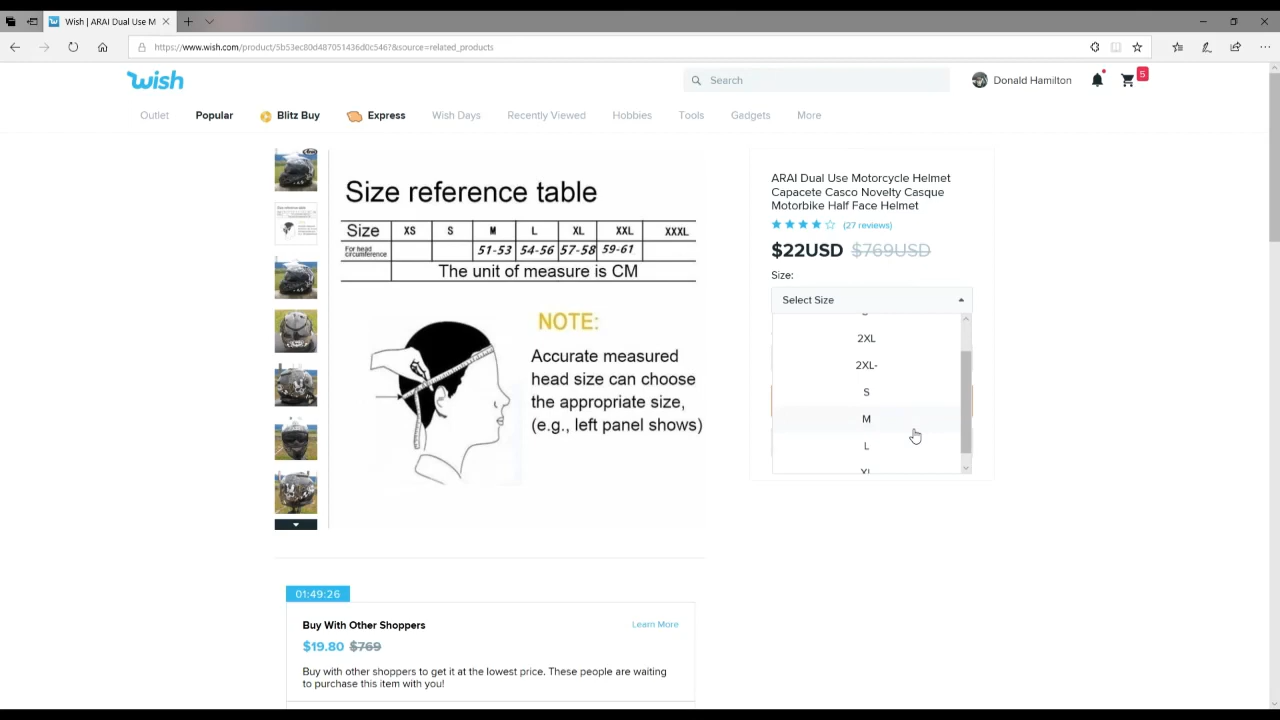 Wish | ARAI Dual Use M
https://www.wish.com/product/5b53ec80d487051436d0c546?&source=related_products
wish
Search
Donald Hamilton
5
Outlet
Popular
Blitz Buy
Express
Wish Days
Recently Viewed
Hobbies
Tools
Gadgets
More
Size reference table
Size XS S M L XL XXL XXXL
For head circumference 51-53 54-56 57-58 59-61
The unit of measure is CM
NOTE:
Accurate measured
head size can choose
the appropriate size,
(e.g., left panel shows)
ARAI Dual Use Motorcycle Helmet
Capacete Casco Novelty Casque
Motorbike Half Face Helmet
(27 reviews)
$22USD $769USD
Size:
Select Size
2XL
2XL-
S
M
L
XL
01:49:26
Buy With Other Shoppers
Learn More
$19.80 $769
Buy with other shoppers to get it at the lowest price. These people are waiting
to purchase this item with you!